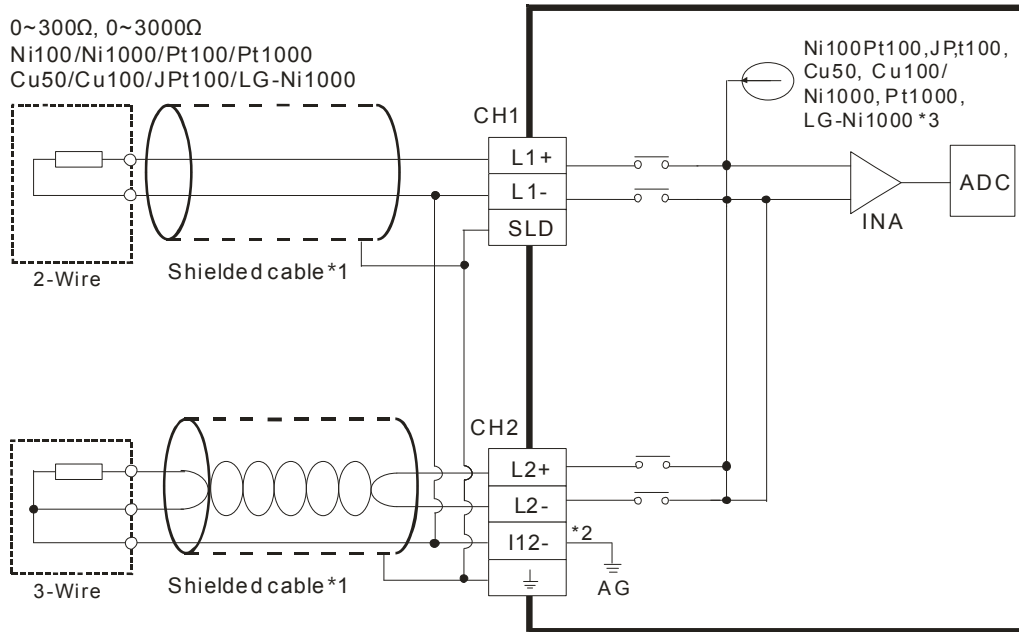 0~300Ω, 0~3000Ω
Ni100/Ni1000/Pt100/Pt1000
Cu50/Cu100/JPt100/LG-Ni1000
2-Wire
Shielded cable*1
CH1
L1+
L1-
SLD
Ni100Pt100,JP,t100,
Cu50, Cu100/
Ni1000, Pt1000,
LG-Ni1000 *3
INA
ADC
3-Wire
Shielded cable*1
CH2
L2+
L2-
I12-
*2
AG